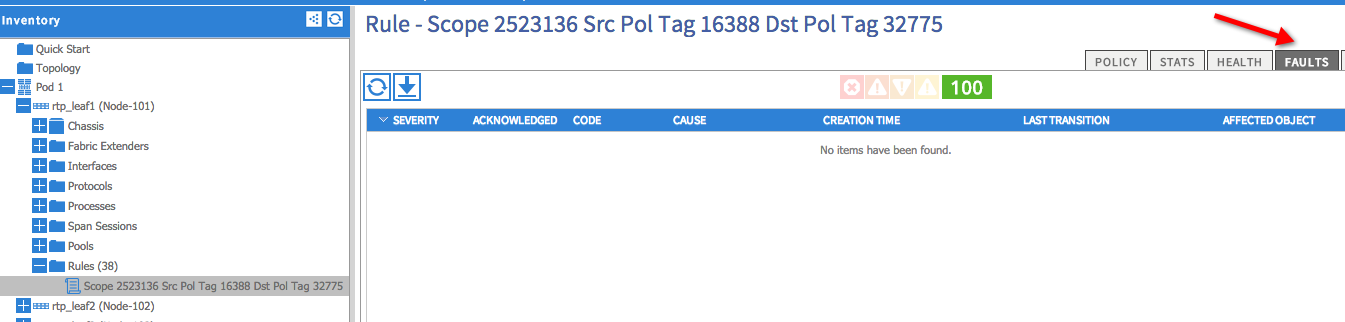 Inventory
Quick Start
Topology
Pod 1
rtp_leaf1 (Node-101)
Chassis
Fabric Extenders
Interfaces
Protocols
Processes
Span Sessions
Pools
Rules (38)
Scope 2523136 Src Pol Tag 16388 Dst Pol Tag 32775
rtp_leaf2 (Node-102)
Rule - Scope 2523136 Src Pol Tag 16388 Dst Pol Tag 32775
POLICY STATS HEALTH FAULTS
100
SEVERITY ACKNOWLEDGED CODE CAUSE CREATION TIME LAST TRANSITION AFFECTED OBJECT
No items have been found.